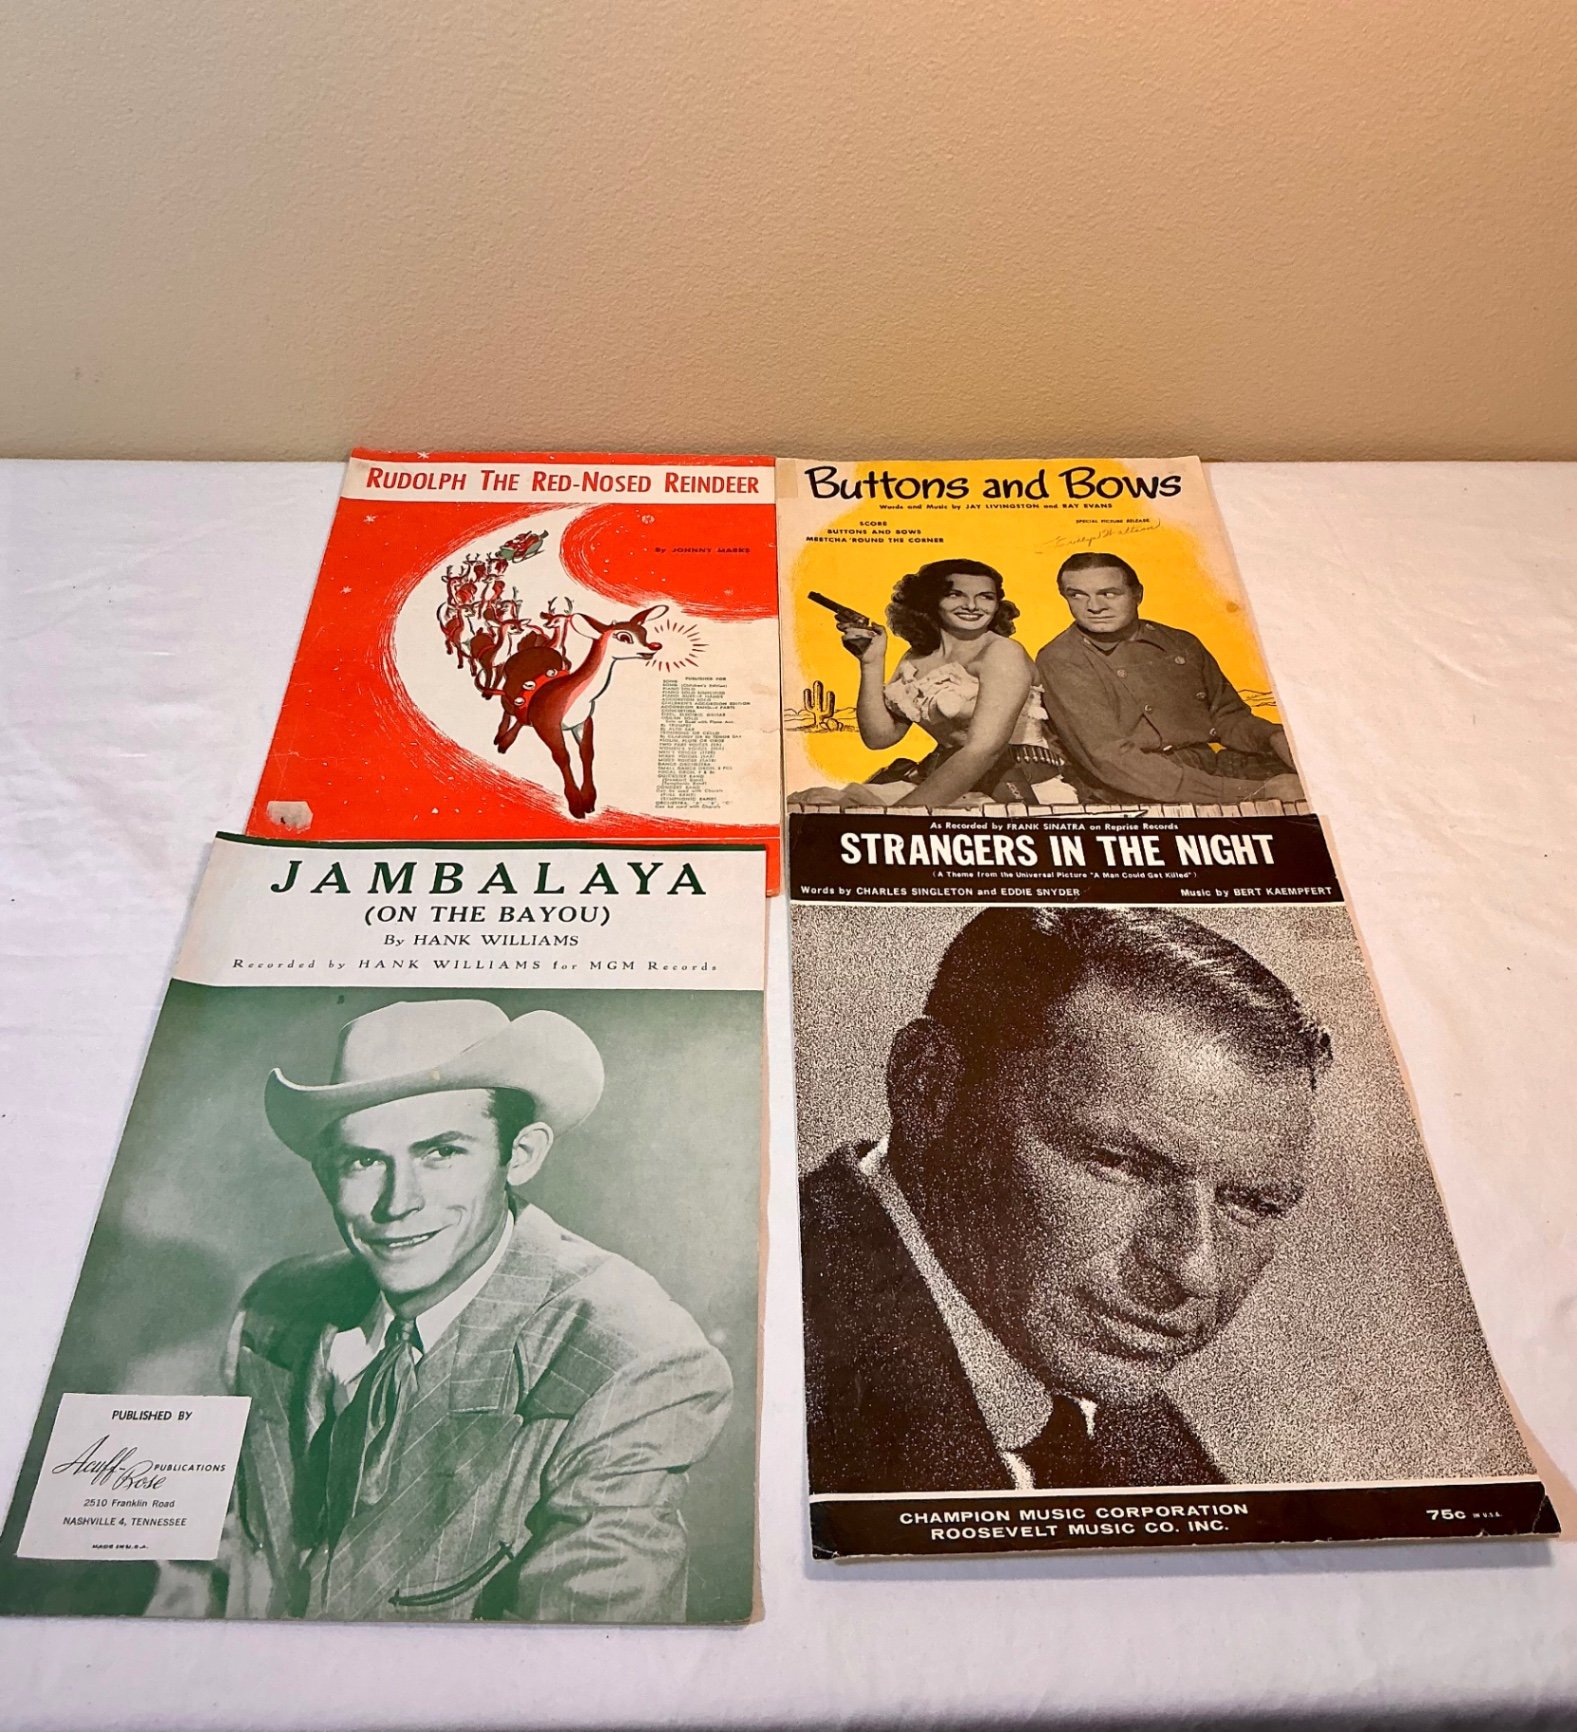 RUDOLPH THE RED-NOSED REINDEER
By JOHNNY MARKS
PUBLISHED FOR
Buttons and Bows
Words and Music by JAY LIVINGSTON and RAY EVANS
SCORE
BUTTONS AND BOWS
MEETCHA 'ROUND THE CORNER
SPECIAL PICTURE RELEASE
JAMBALAYA
(ON THE BAYOU)
By HANK WILLIAMS
Recorded by HANK WILLIAMS for MGM Records
PUBLISHED BY
Acuff-Rose PUBLICATIONS
2510 Franklin Road
NASHVILLE 4, TENNESSEE
MADE IN U.S.A.
As Recorded by FRANK SINATRA on Reprise Records
STRANGERS IN THE NIGHT
(A Theme from the Universal Picture "A Man Could Get Killed")
Words by CHARLES SINGLETON and EDDIE SNYDER
Music by BERT KAEMPFERT
CHAMPION MUSIC CORPORATION
ROOSEVELT MUSIC CO. INC.
75c IN U.S.A.